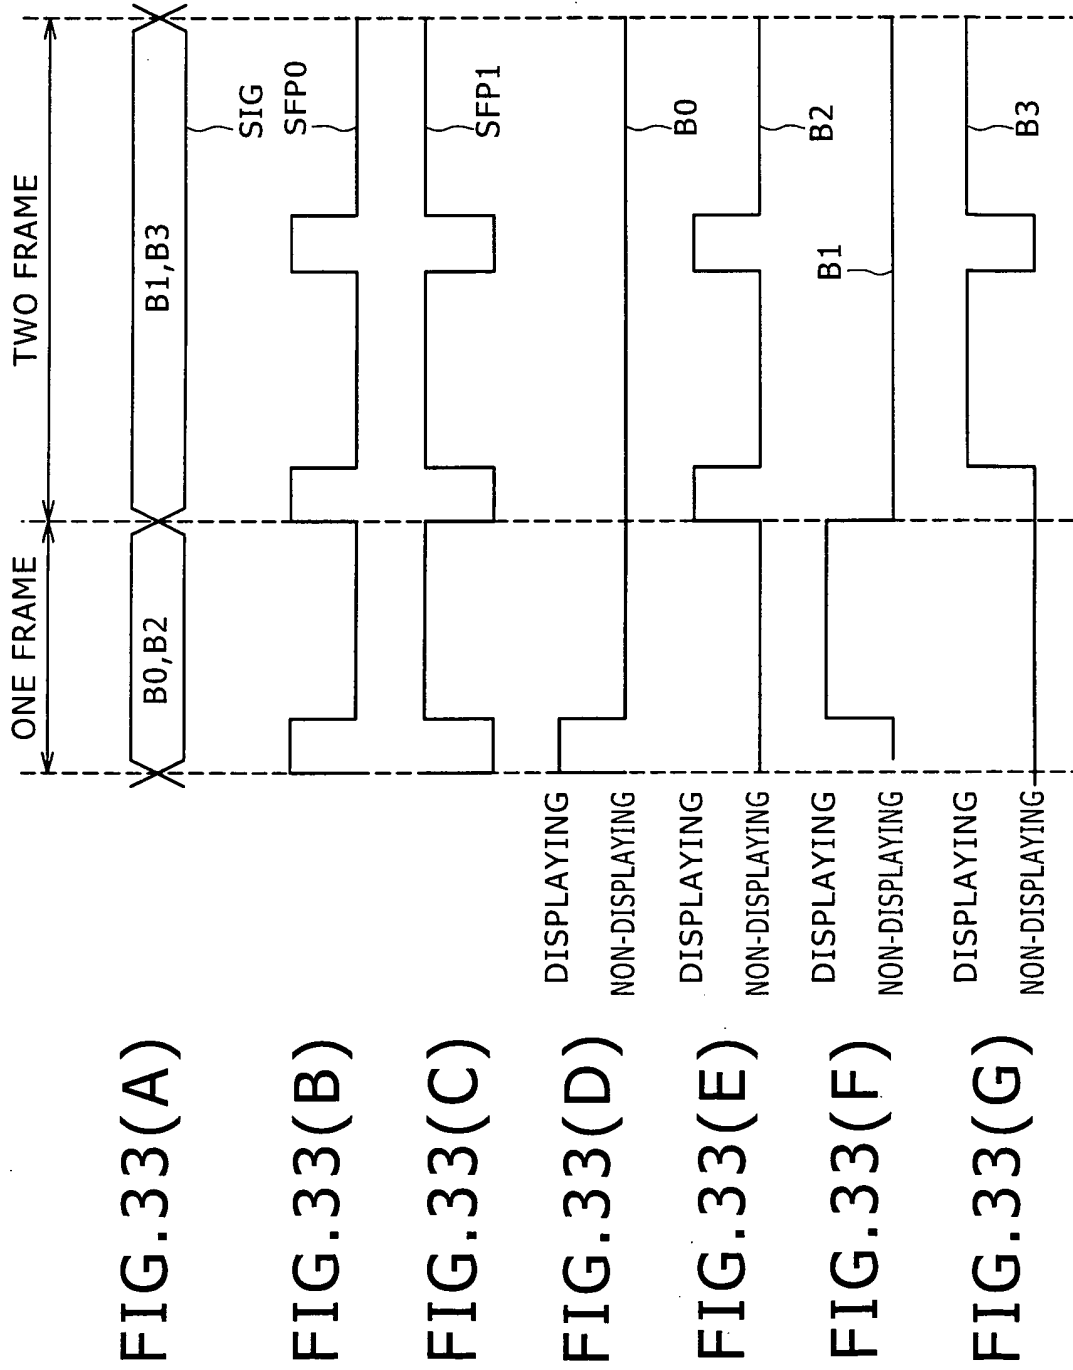 ONE FRAME
TWO FRAME
FIG.33(A)
B0,B2
B1,B3
SIG
FIG.33(B)
SFP0
FIG.33(C)
SFP1
FIG.33(D)
DISPLAYING
NON-DISPLAYING
B0
FIG.33(E)
DISPLAYING
NON-DISPLAYING
B2
FIG.33(F)
DISPLAYING
NON-DISPLAYING
B1
FIG.33(G)
DISPLAYING
NON-DISPLAYING
B3